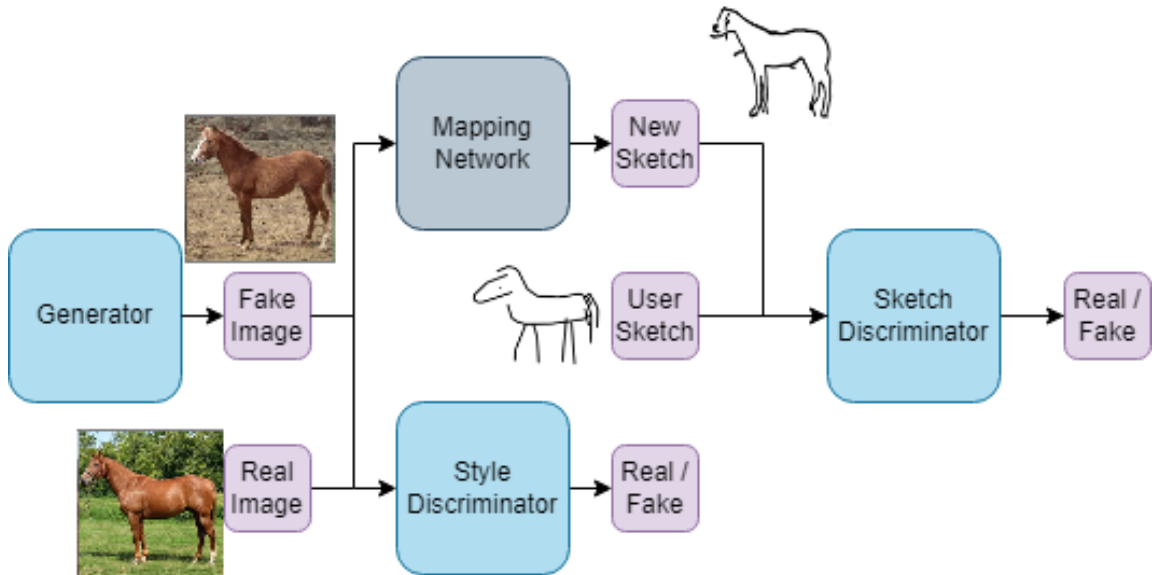 Mapping
Network
New
Sketch
Generator
Fake
Image
User
Sketch
Sketch
Discriminator
Real /
Fake
Real
Image
Style
Discriminator
Real /
Fake